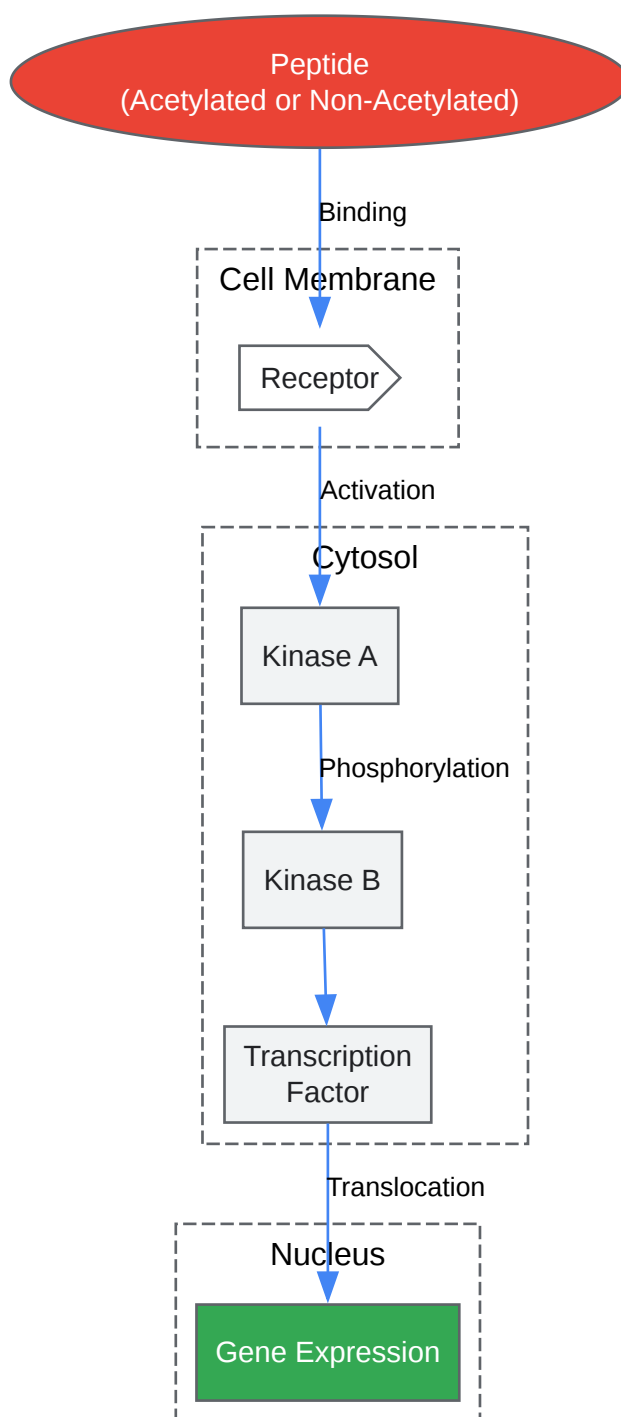 Peptide
(Acetylated or Non-Acetylated)
Binding
Cell Membrane
Receptor
Activation
Cytosol
Kinase A
Phosphorylation
Kinase B
Transcription
Factor
Translocation
Nucleus
Gene Expression